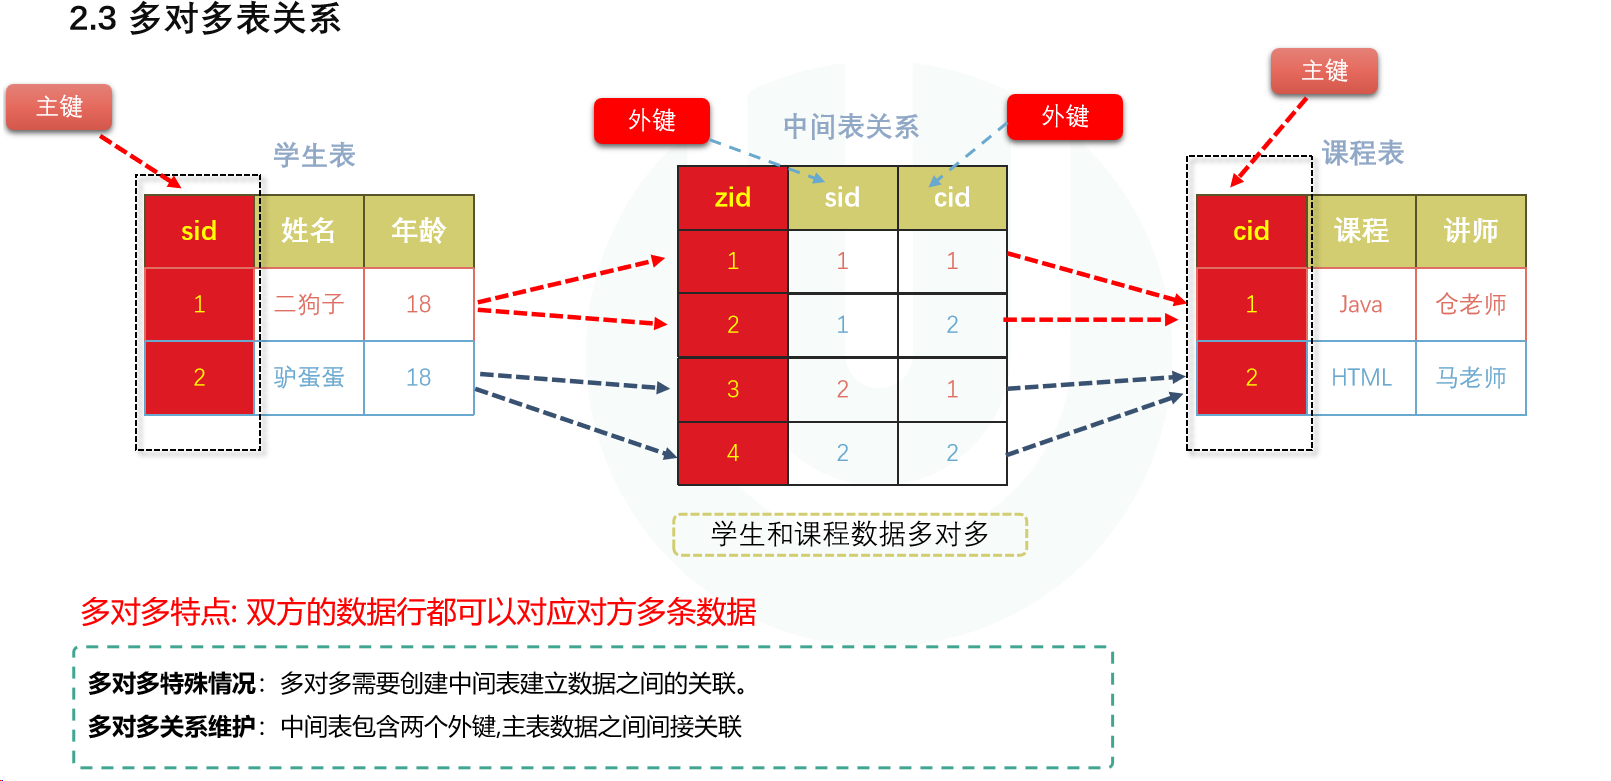 2.3 多对多表关系
主键
主键
外键
外键
中间表关系
学生表
课程表
zid sid cid
1 1 1
2 1 2
3 2 1
4 2 2
sid 姓名 年龄
1 二狗子 18
2 驴蛋蛋 18
cid 课程 讲师
1 Java 仓老师
2 HTML 马老师
学生和课程数据多对多
多对多特点: 双方的数据行都可以对应对方多条数据
多对多特殊情况：多对多需要创建中间表建立数据之间的关联。
多对多关系维护：中间表包含两个外键,主表数据之间间接关联